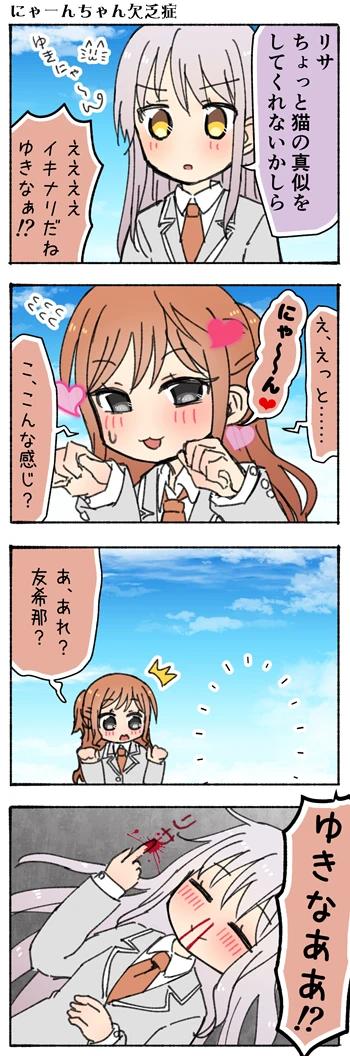 にゃーんちゃん欠乏症
リサ
ちょっと猫の真似を
してくれないかしら
ゆきにゃ〜ん
ええええ
イキナリだね
ゆきなぁ!?
え、えっと……
にゃ〜〜ん❤
こ、こんな感じ？
あ、あれ？
友希那？
ゆきなああ!?
りさ